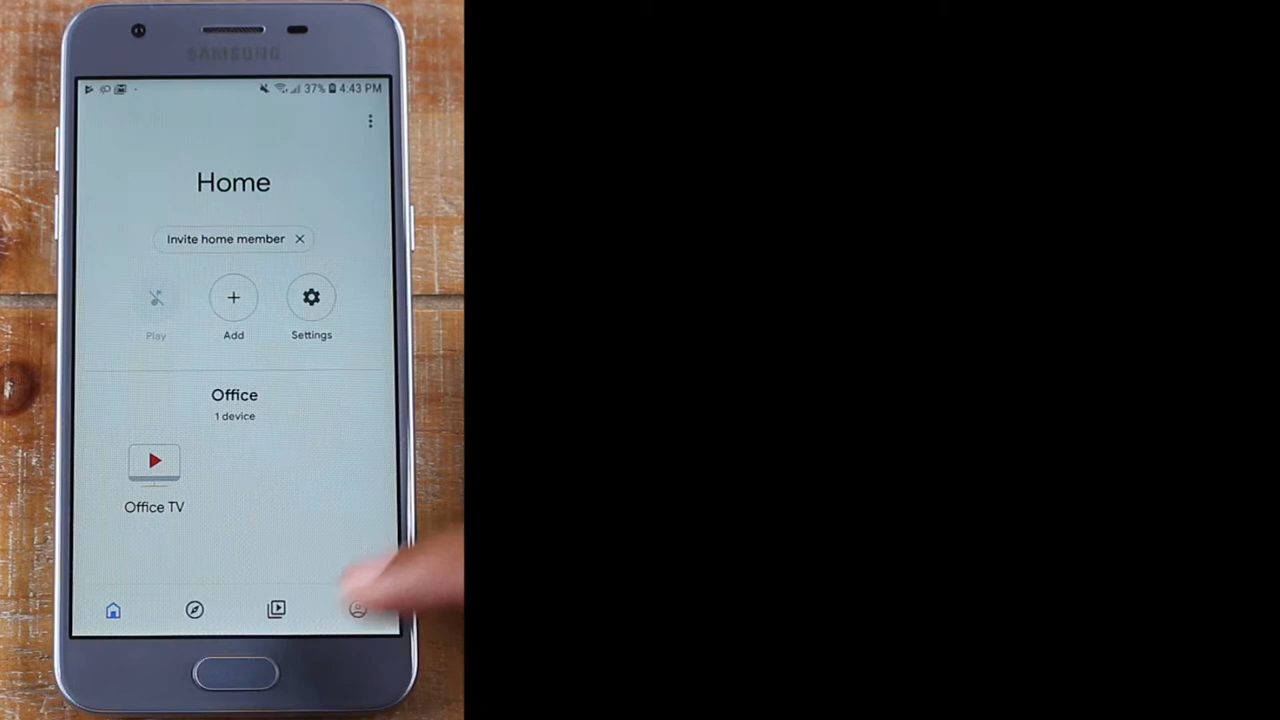 SAMSUNG
37% 4:43 PM
Home
Invite home member
Play
Add
Settings
Office
1 device
Office TV